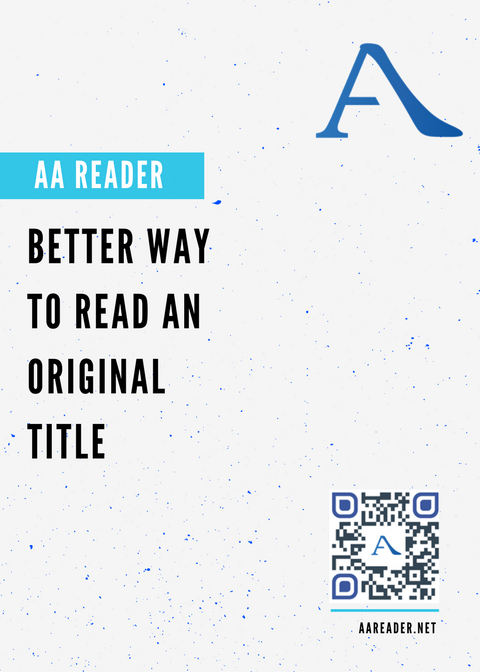 AA READER
BETTER WAY
TO READ AN
ORIGINAL
TITLE
AAREADER.NET